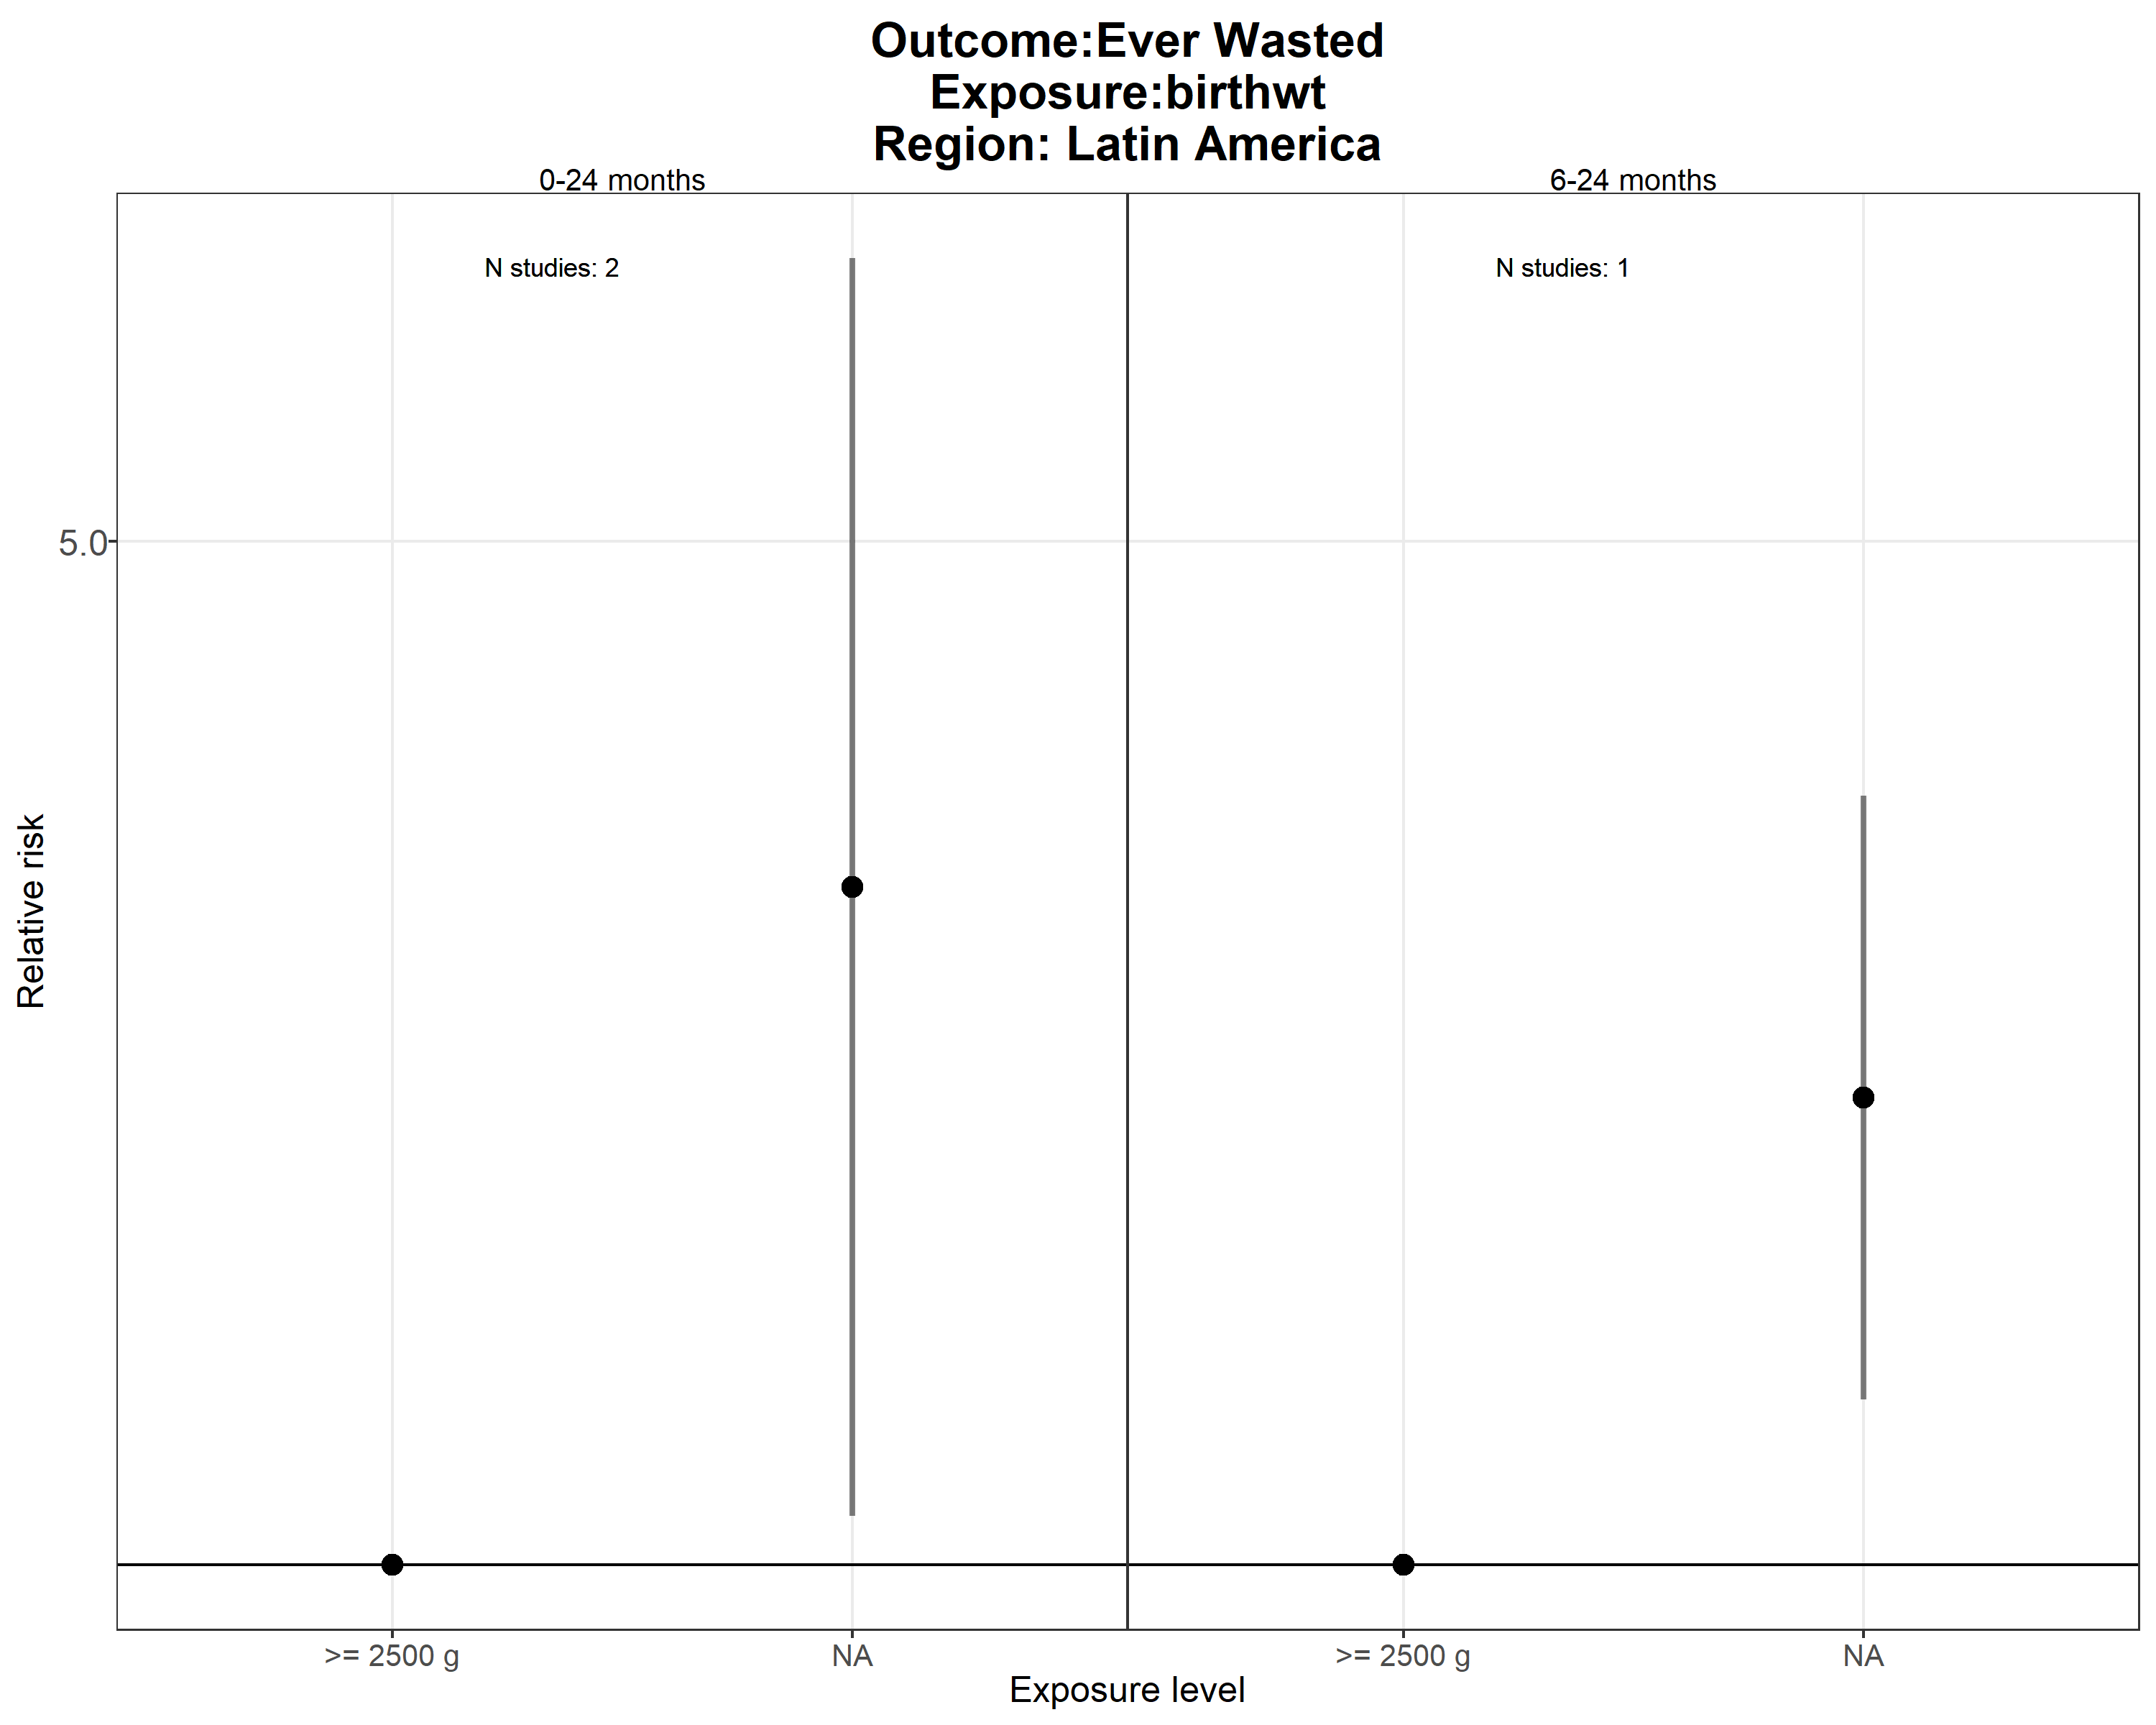 Outcome:Ever Wasted
Exposure:birthwt
Region: Latin America
0-24 months
6-24 months
N studies: 2
N studies: 1
5.0
Relative risk
>= 2500 g
NA
>= 2500 g
NA
Exposure level